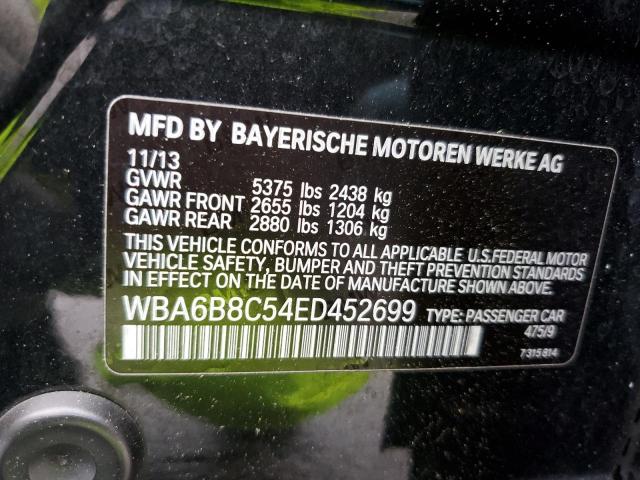 MFD BY BAYERISCHE MOTOREN WERKE AG
11/13
GVWR 5375 lbs 2438 kg
GAWR FRONT 2655 lbs 1204 kg
GAWR REAR 2880 lbs 1306 kg
THIS VEHICLE CONFORMS TO ALL APPLICABLE U.S.FEDERAL MOTOR
VEHICLE SAFETY, BUMPER AND THEFT PREVENTION STANDARDS
IN EFFECT ON THE DATE OF MANUFACTURE SHOWN ABOVE.
WBA6B8C54ED452699 TYPE: PASSENGER CAR
475/9
7315814